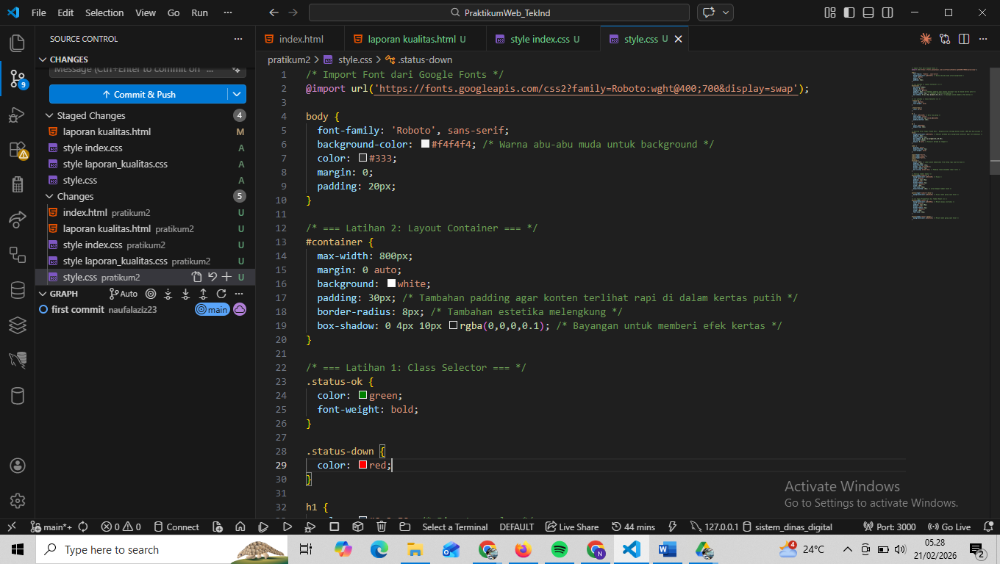 File Edit Selection View Go Run ···
PraktikumWeb_TekInd
SOURCE CONTROL
CHANGES
Message (Ctrl+Enter to commit on ...
Commit & Push
Staged Changes 4
laporan kualitas.html M
style index.css A
style laporan_kualitas.css A
style.css A
Changes 5
index.html pratikum2 U
laporan kualitas.html pratikum2 U
style index.css pratikum2 U
style laporan_kualitas.css pratikum2 U
style.css pratikum2 U
GRAPH Auto
first commit naufalaziz23 main
9
index.html laporan kualitas.html U style index.css U style.css U
pratikum2 > style.css > .status-down
1 /* Import Font dari Google Fonts */
2 @import url('https://fonts.googleapis.com/css2?family=Roboto:wght@400;700&display=swap');
3
4 body {
5 font-family: 'Roboto', sans-serif;
6 background-color: #f4f4f4; /* Warna abu-abu muda untuk background */
7 color: #333;
8 margin: 0;
9 padding: 20px;
10 }
11
12 /* === Latihan 2: Layout Container === */
13 #container {
14 max-width: 800px;
15 margin: 0 auto;
16 background: white;
17 padding: 30px; /* Tambahan padding agar konten terlihat rapi di dalam kertas putih */
18 border-radius: 8px; /* Tambahan estetika melengkung */
19 box-shadow: 0 4px 10px rgba(0,0,0,0.1); /* Bayangan untuk memberi efek kertas */
20 }
21
22 /* === Latihan 1: Class Selector === */
23 .status-ok {
24 color: green;
25 font-weight: bold;
26 }
27
28 .status-down {
29 color: red;
30 }
31
32 h1 {
Activate Windows
Go to Settings to activate Windows.
main*+ 0 0 Connect Select a Terminal DEFAULT Live Share 44 mins 127.0.0.1 sistem_dinas_digital Port: 3000 Go Live
Type here to search
4 24°C 05.28
21/02/2026
2